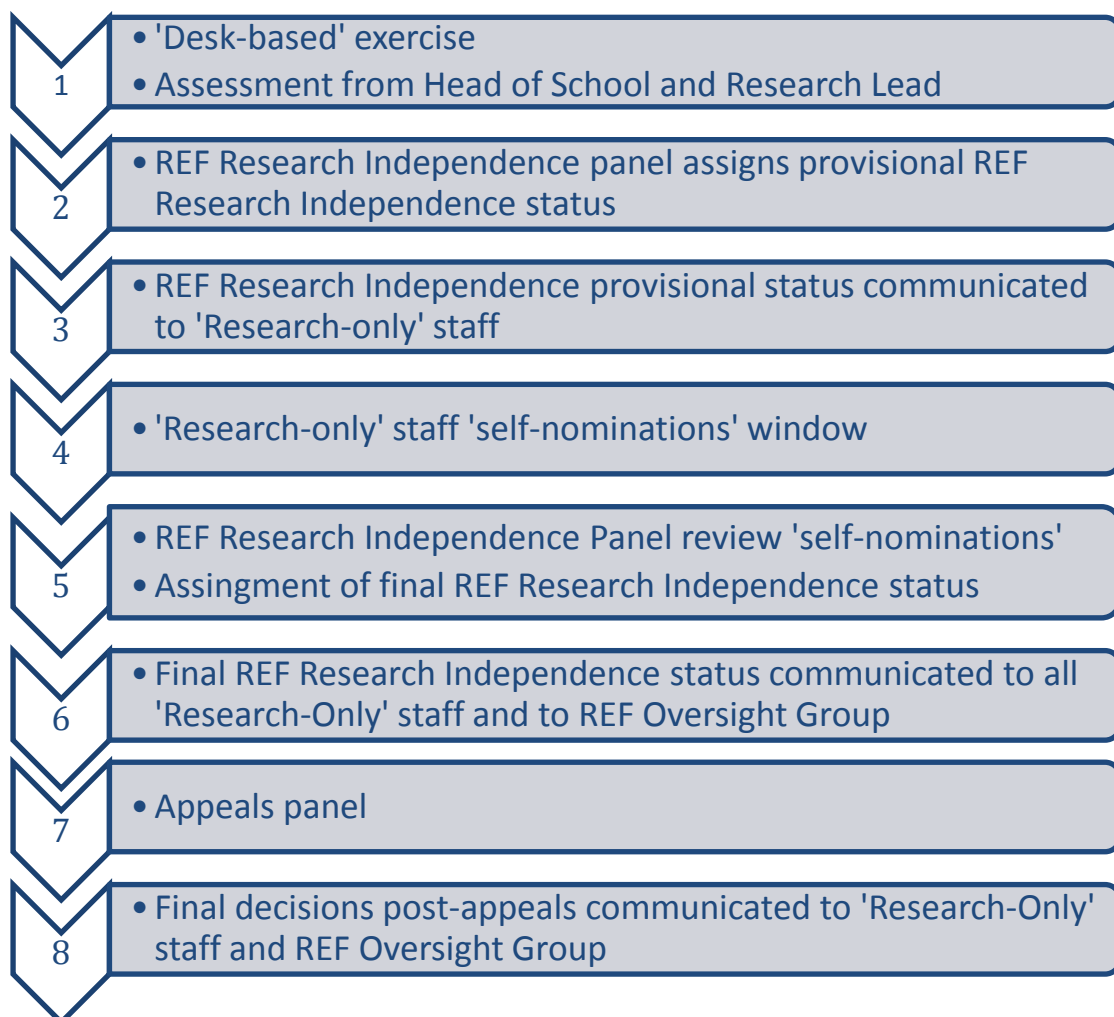 1
• 'Desk-based' exercise
• Assessment from Head of School and Research Lead
2
• REF Research Independence panel assigns provisional REF
Research Independence status
3
• REF Research Independence provisional status communicated
to 'Research-only' staff
4
• 'Research-only' staff 'self-nominations' window
5
• REF Research Independence Panel review 'self-nominations'
• Assingment of final REF Research Independence status
6
• Final REF Research Independence status communicated to all
'Research-Only' staff and to REF Oversight Group
7
• Appeals panel
8
• Final decisions post-appeals communicated to 'Research-Only'
staff and REF Oversight Group